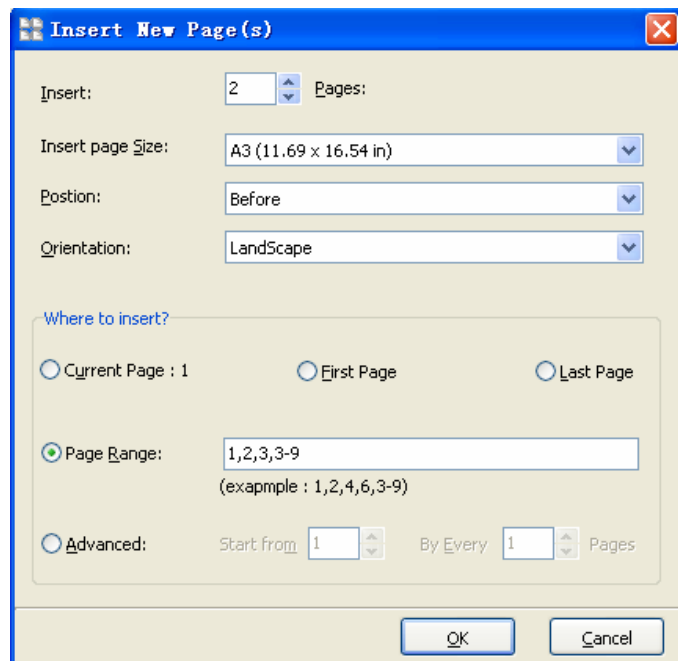 Insert New Page(s)
Insert: 2 Pages:
Insert page Size: A3 (11.69 x 16.54 in)
Postion: Before
Orientation: LandScape
Where to insert?
Current Page : 1 First Page Last Page
Page Range: 1,2,3,3-9
(exapmple : 1,2,4,6,3-9)
Advanced: Start from 1 By Every 1 Pages
OK Cancel